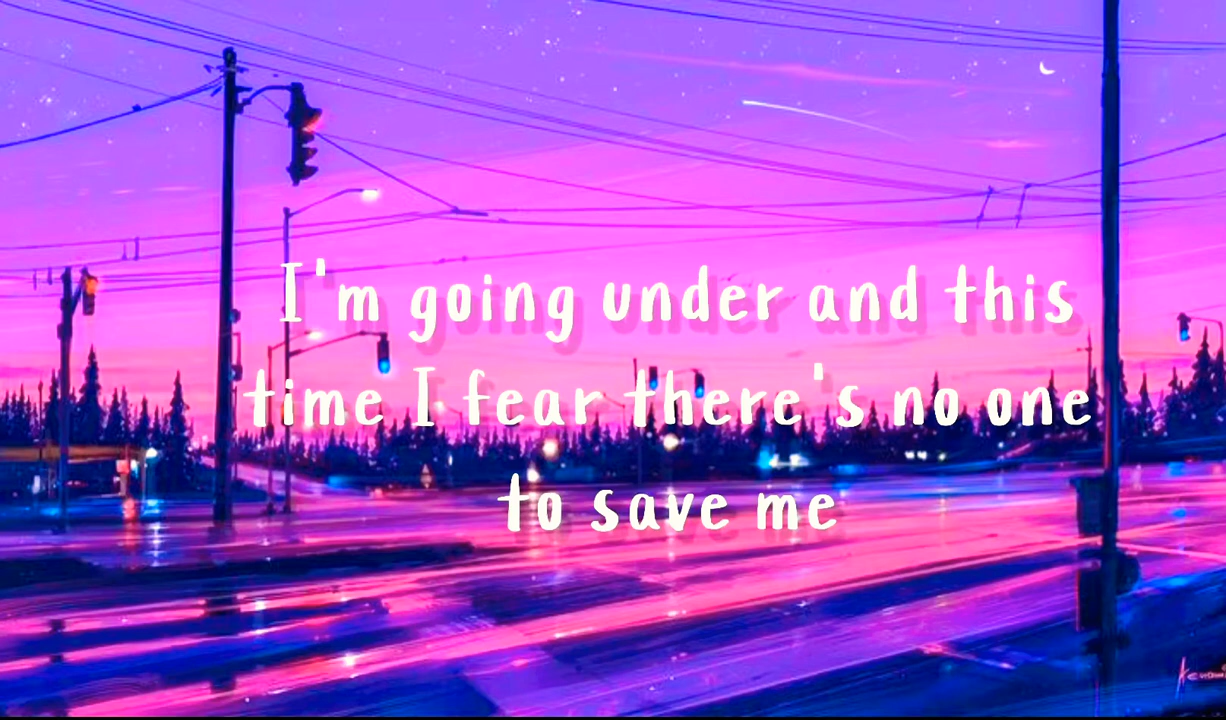 I'm going under and this
time I fear there's no one
to save me